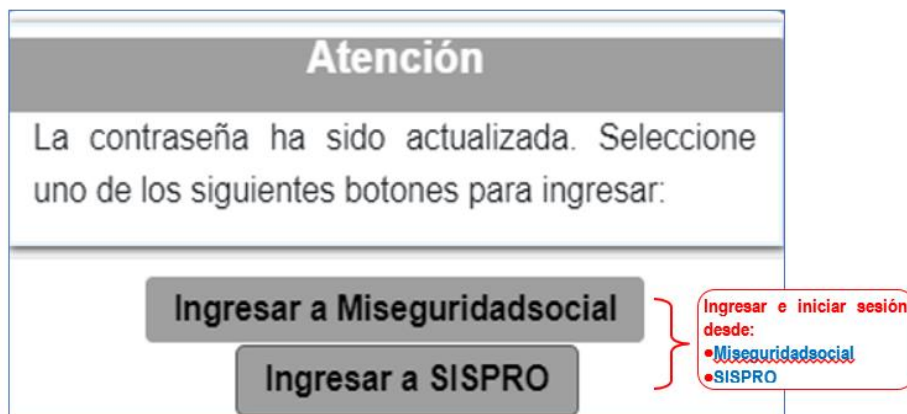 Atención
La contraseña ha sido actualizada. Seleccione
uno de los siguientes botones para ingresar:
Ingresar a Miseguridadsocial
Ingresar a SISPRO
Ingresar e iniciar sesión
desde:
●Miseguridadsocial
●SISPRO